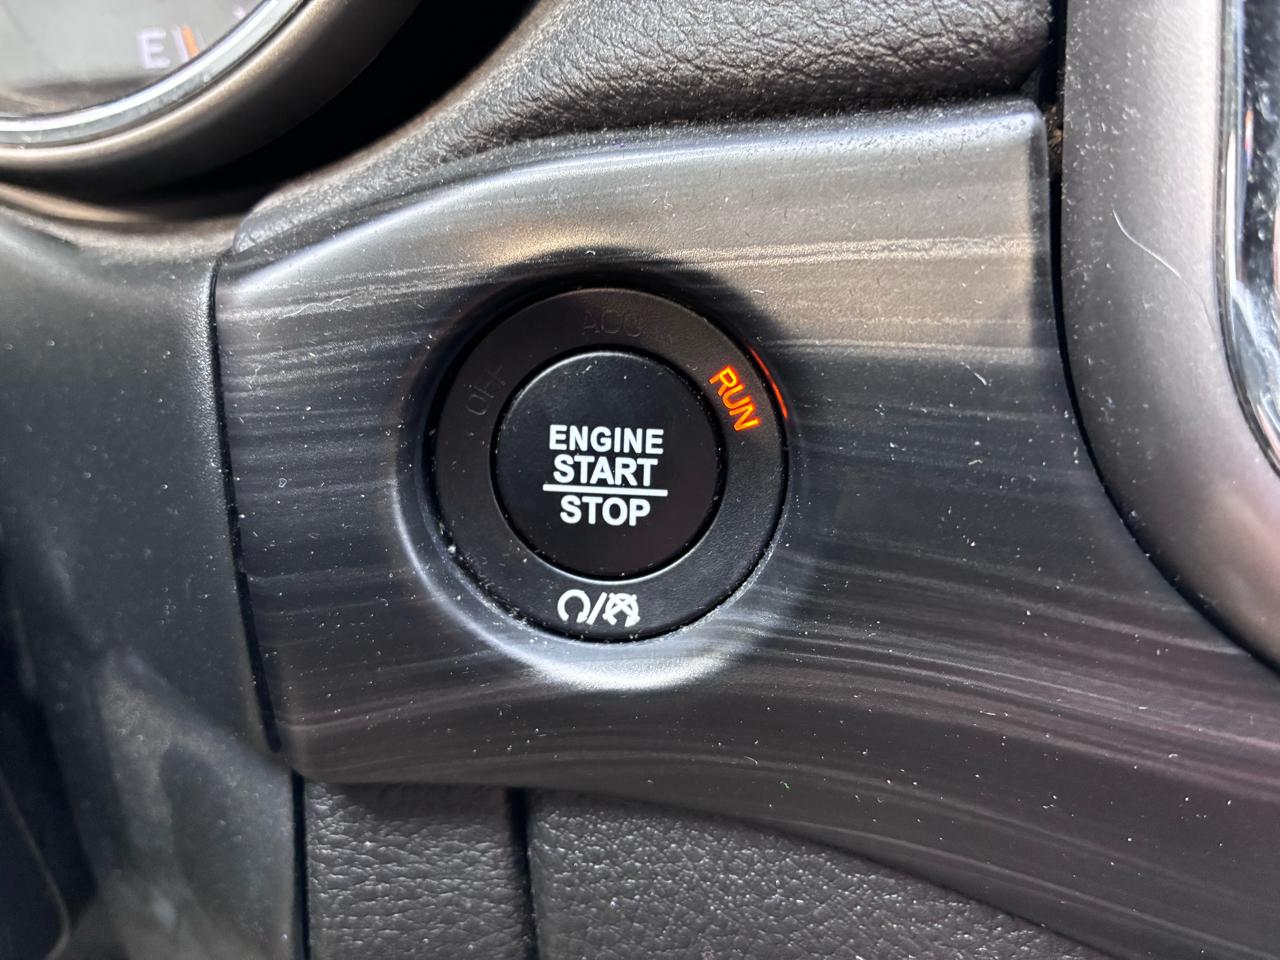 E
ACC
OFF
RUN
ENGINE
START
STOP